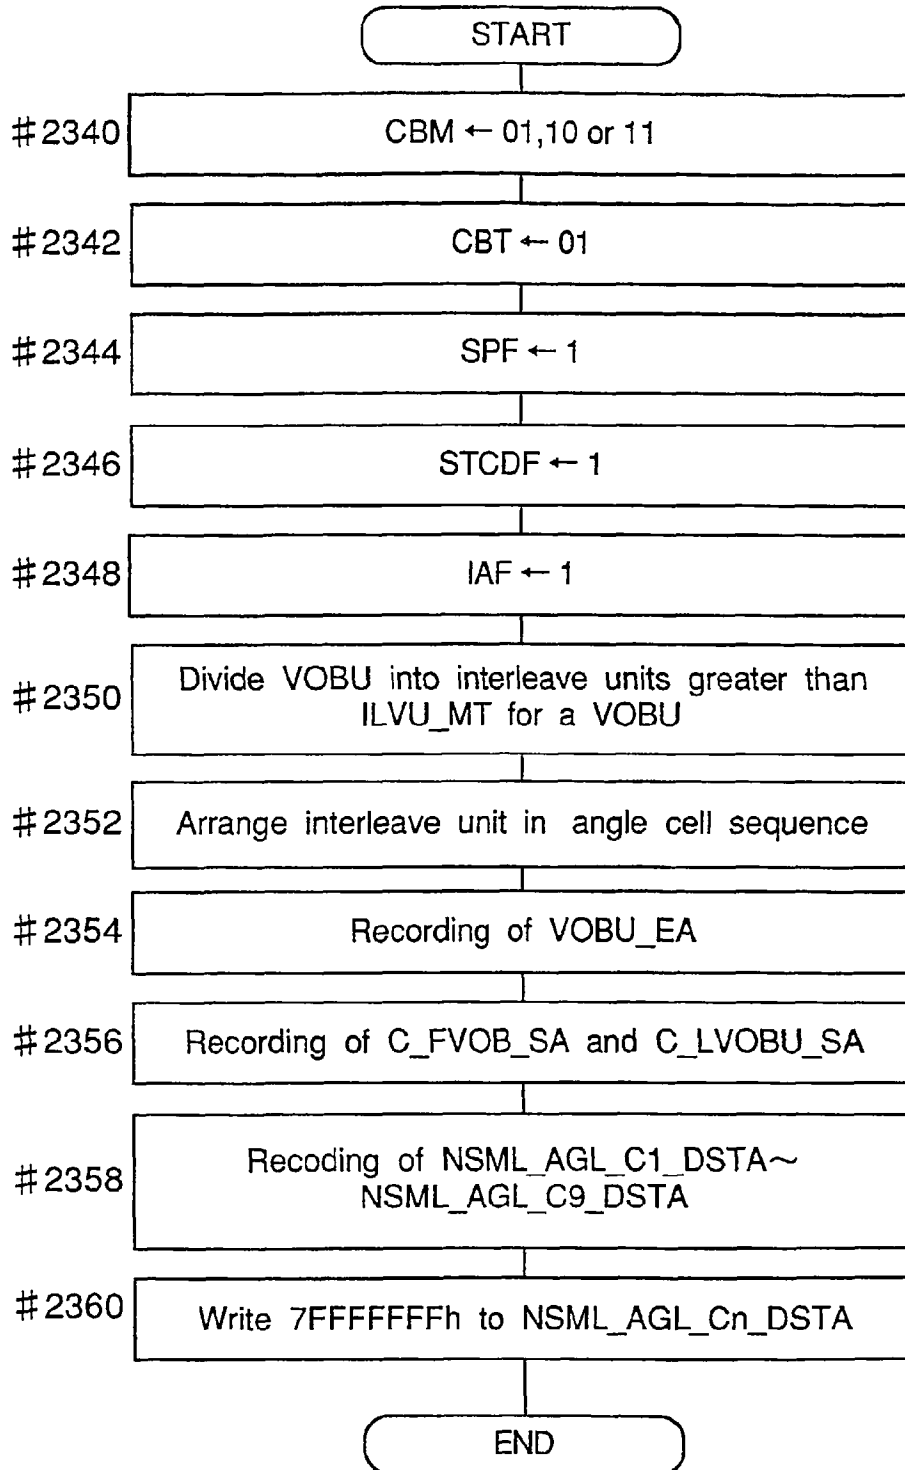 START
#2340
CBM ← 01,10 or 11
#2342
CBT ← 01
#2344
SPF ← 1
#2346
STCDF ← 1
#2348
IAF ← 1
#2350
Divide VOBU into interleave units greater than
ILVU_MT for a VOBU
#2352
Arrange interleave unit in angle cell sequence
#2354
Recording of VOBU_EA
#2356
Recording of C_FVOB_SA and C_LVOBU_SA
#2358
Recoding of NSML_AGL_C1_DSTA~
NSML_AGL_C9_DSTA
#2360
Write 7FFFFFFFh to NSML_AGL_Cn_DSTA
END